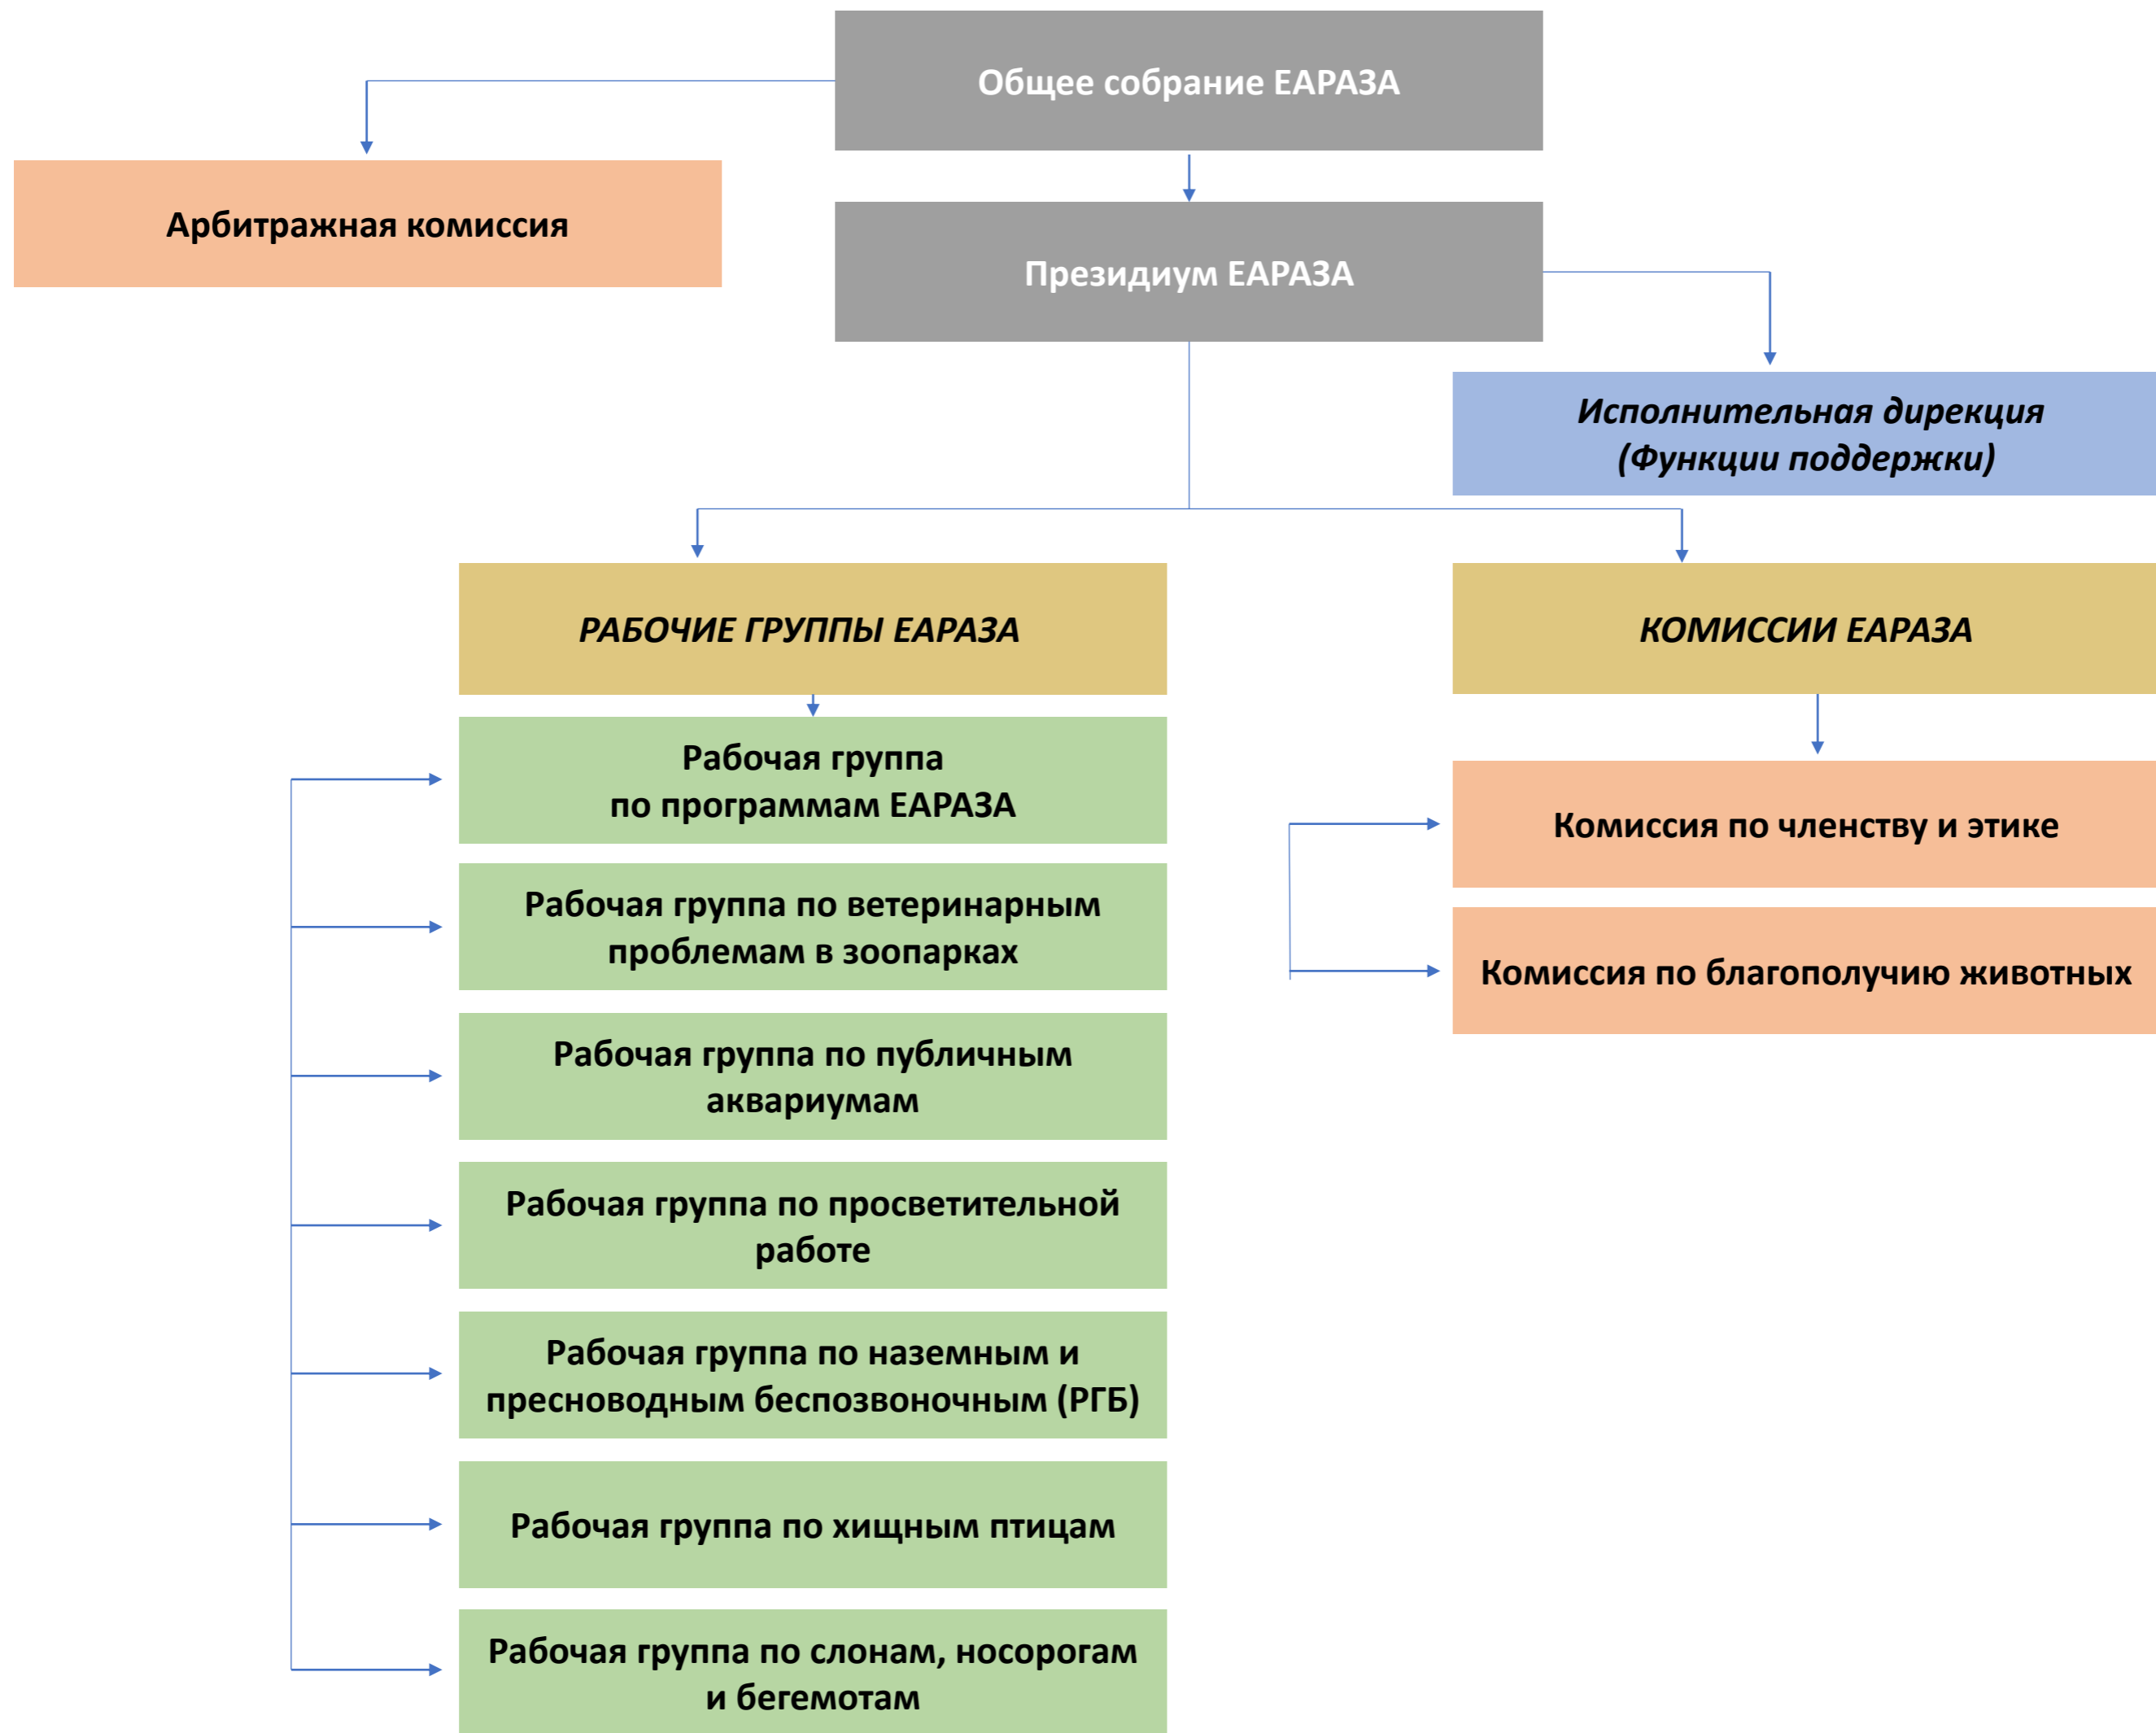 Общее собрание ЕАРАЗА
Арбитражная комиссия
Президиум ЕАРАЗА
Исполнительная дирекция
(Функции поддержки)
РАБОЧИЕ ГРУППЫ ЕАРАЗА
КОМИССИИ ЕАРАЗА
Рабочая группа
по программам ЕАРАЗА
Рабочая группа по ветеринарным
проблемам в зоопарках
Рабочая группа по публичным
аквариумам
Рабочая группа по просветительной
работе
Рабочая группа по наземным и
пресноводным беспозвоночным (РГБ)
Рабочая группа по хищным птицам
Рабочая группа по слонам, носорогам
и бегемотам
Комиссия по членству и этике
Комиссия по благополучию животных